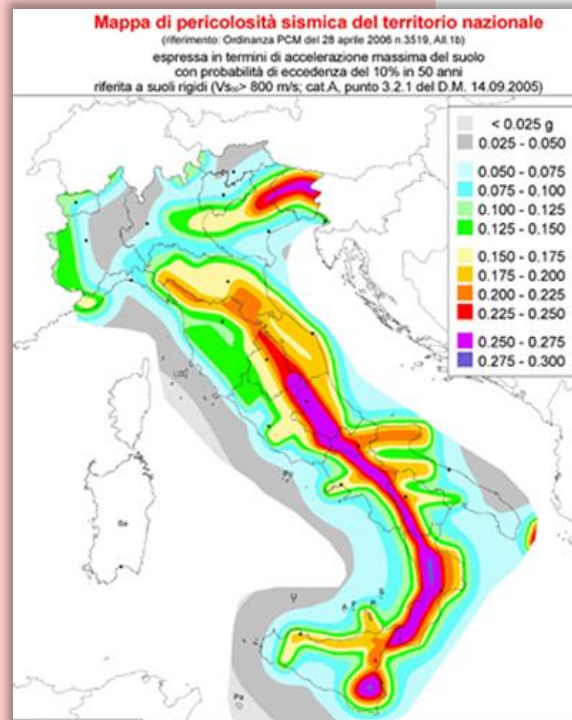 Mappa di pericolosità sismica del territorio nazionale
(riferimento: Ordinanza PCM del 28 aprile 2006 n.3519, All.1b)
espressa in termini di accelerazione massima del suolo
con probabilità di eccedenza del 10% in 50 anni
riferita a suoli rigidi (Vs₃₀> 800 m/s; cat.A, punto 3.2.1 del D.M. 14.09.2005)
< 0.025 g
0.025 - 0.050
0.050 - 0.075
0.075 - 0.100
0.100 - 0.125
0.125 - 0.150
0.150 - 0.175
0.175 - 0.200
0.200 - 0.225
0.225 - 0.250
0.250 - 0.275
0.275 - 0.300
U
Pa